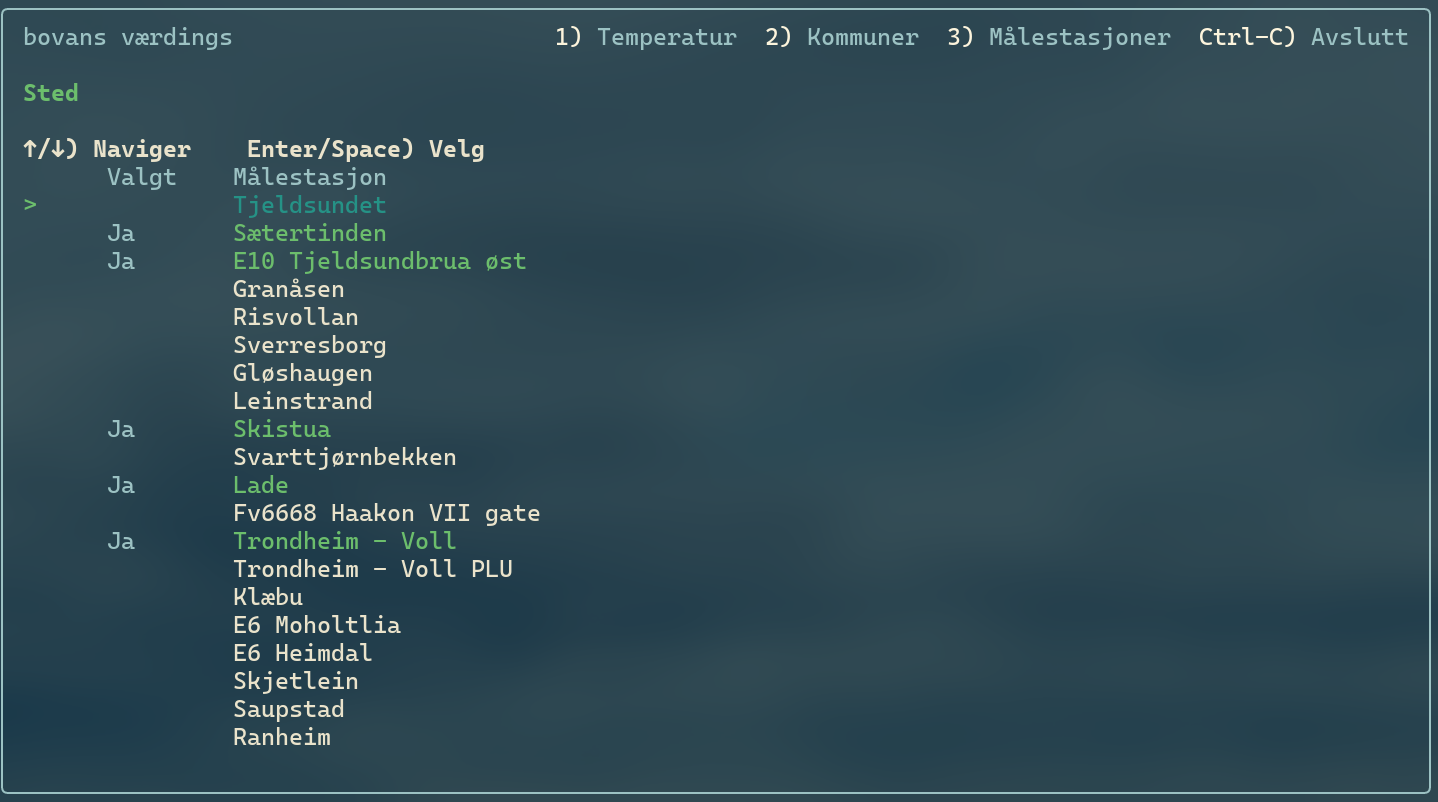 bovans værdings 1) Temperatur 2) Kommuner 3) Målestasjoner Ctrl-C) Avslutt
Sted
↑/↓) Naviger Enter/Space) Velg
Valgt Målestasjon
> Tjeldsundet
Ja Sætertinden
Ja E10 Tjeldsundbrua øst
Granåsen
Risvollan
Sverresborg
Gløshaugen
Leinstrand
Ja Skistua
Svarttjørnbekken
Ja Lade
Fv6668 Haakon VII gate
Ja Trondheim - Voll
Trondheim - Voll PLU
Klæbu
E6 Moholtlia
E6 Heimdal
Skjetlein
Saupstad
Ranheim